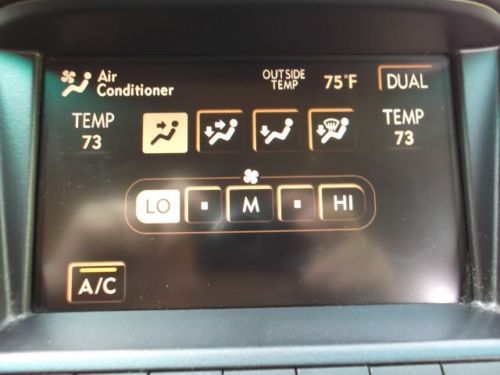 Air
Conditioner
OUTSIDE
TEMP
75°F
DUAL
TEMP
73
TEMP
73
LO
M
HI
A/C